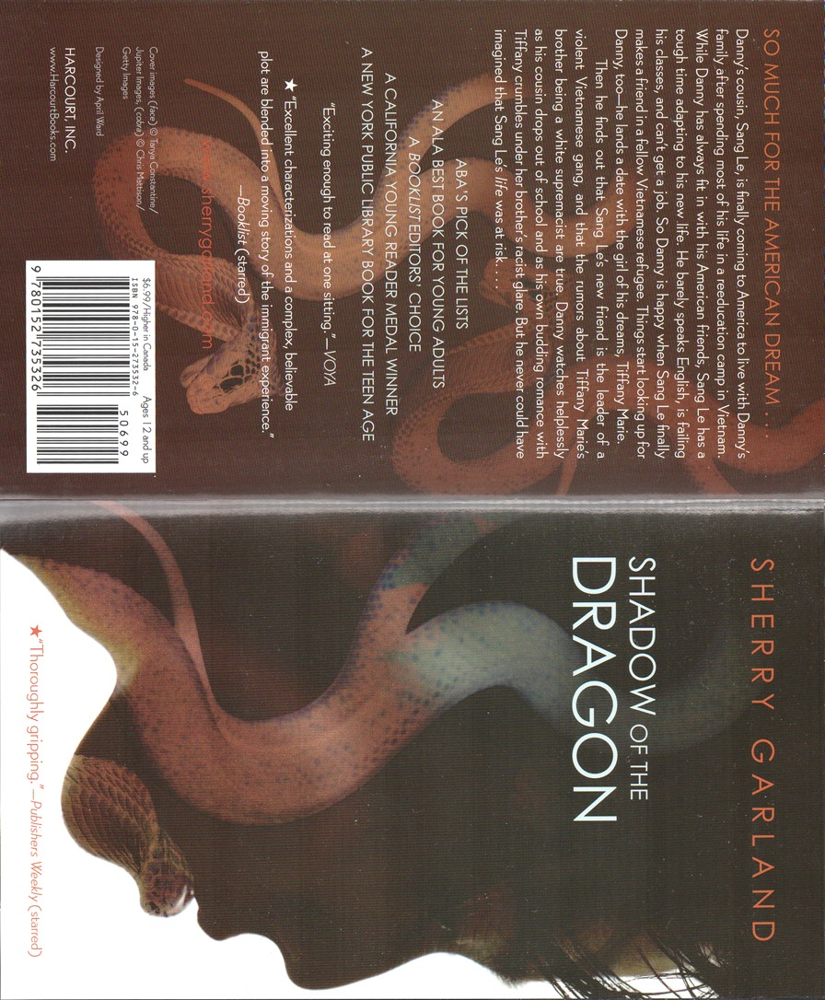 SO MUCH FOR THE AMERICAN DREAM . . .
Danny's cousin, Sang Le, is finally coming to America to live with Danny's
family after spending most of his life in a reeducation camp in Vietnam.
While Danny has always fit in with his American friends, Sang Le has a
tough time adapting to his new life. He barely speaks English, is failing
his classes, and can't get a job. So Danny is happy when Sang Le finally
makes a friend in a fellow Vietnamese refugee. Things start looking up for
Danny, too—he lands a date with the girl of his dreams, Tiffany Marie.
Then he finds out that Sang Le's new friend is the leader of a
violent Vietnamese gang, and that the rumors about Tiffany Marie's
brother being a white supremacist are true. Danny watches helplessly
as his cousin drops out of school and as his own budding romance with
Tiffany crumbles under her brother's racist glare. But he never could have
imagined that Sang Le's life was at risk. . . .
ABA'S PICK OF THE LISTS
AN ALA BEST BOOK FOR YOUNG ADULTS
A BOOKLIST EDITORS' CHOICE
A CALIFORNIA YOUNG READER MEDAL WINNER
A NEW YORK PUBLIC LIBRARY BOOK FOR THE TEEN AGE
"Exciting enough to read at one sitting."—VOYA
★ "Excellent characterizations and a complex, believable
plot are blended into a moving story of the immigrant experience."
—Booklist (starred)
www.sherrygarland.com
Cover images (face) © Tanya Constantine/
Jupiter Images, (cobra) © Chris Mattison/
Getty Images
Designed by April Ward
HARCOURT, INC.
www.HarcourtBooks.com
$6.99/Higher in Canada Ages 12 and up
ISBN 978-0-15-273532-6
50699
9 780152 735326
SHERRY GARLAND
SHADOW OF THE
DRAGON
★"Thoroughly gripping."—Publishers Weekly (starred)